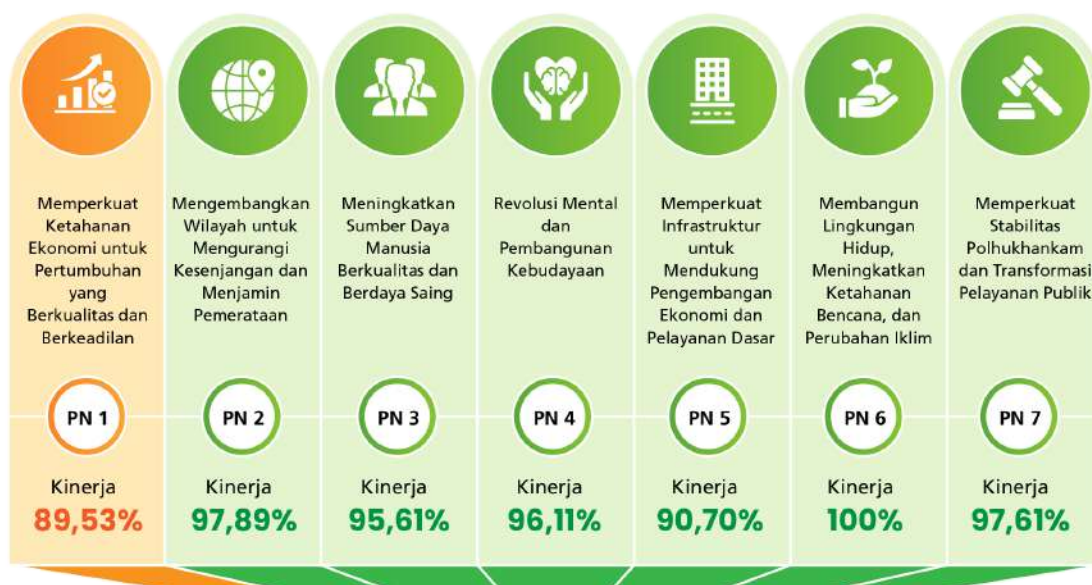 Memperkuat
Ketahanan
Ekonomi untuk
Pertumbuhan
yang
Berkualitas dan
Berkeadilan
Mengembangkan
Wilayah untuk
Mengurangi
Kesenjangan dan
Menjamin
Pemerataan
Meningkatkan
Sumber Daya
Manusia
Berkualitas dan
Berdaya Saing
Revolusi Mental
dan
Pembangunan
Kebudayaan
Memperkuat
Infrastruktur
untuk
Mendukung
Pengembangan
Ekonomi dan
Pelayanan Dasar
Membangun
Lingkungan
Hidup,
Meningkatkan
Ketahanan
Bencana, dan
Perubahan Iklim
Memperkuat
Stabilitas
Polhukhankam
dan Transformasi
Pelayanan Publik
PN 1
PN 2
PN 3
PN 4
PN 5
PN 6
PN 7
Kinerja
89,53%
Kinerja
97,89%
Kinerja
95,61%
Kinerja
96,11%
Kinerja
90,70%
Kinerja
100%
Kinerja
97,61%